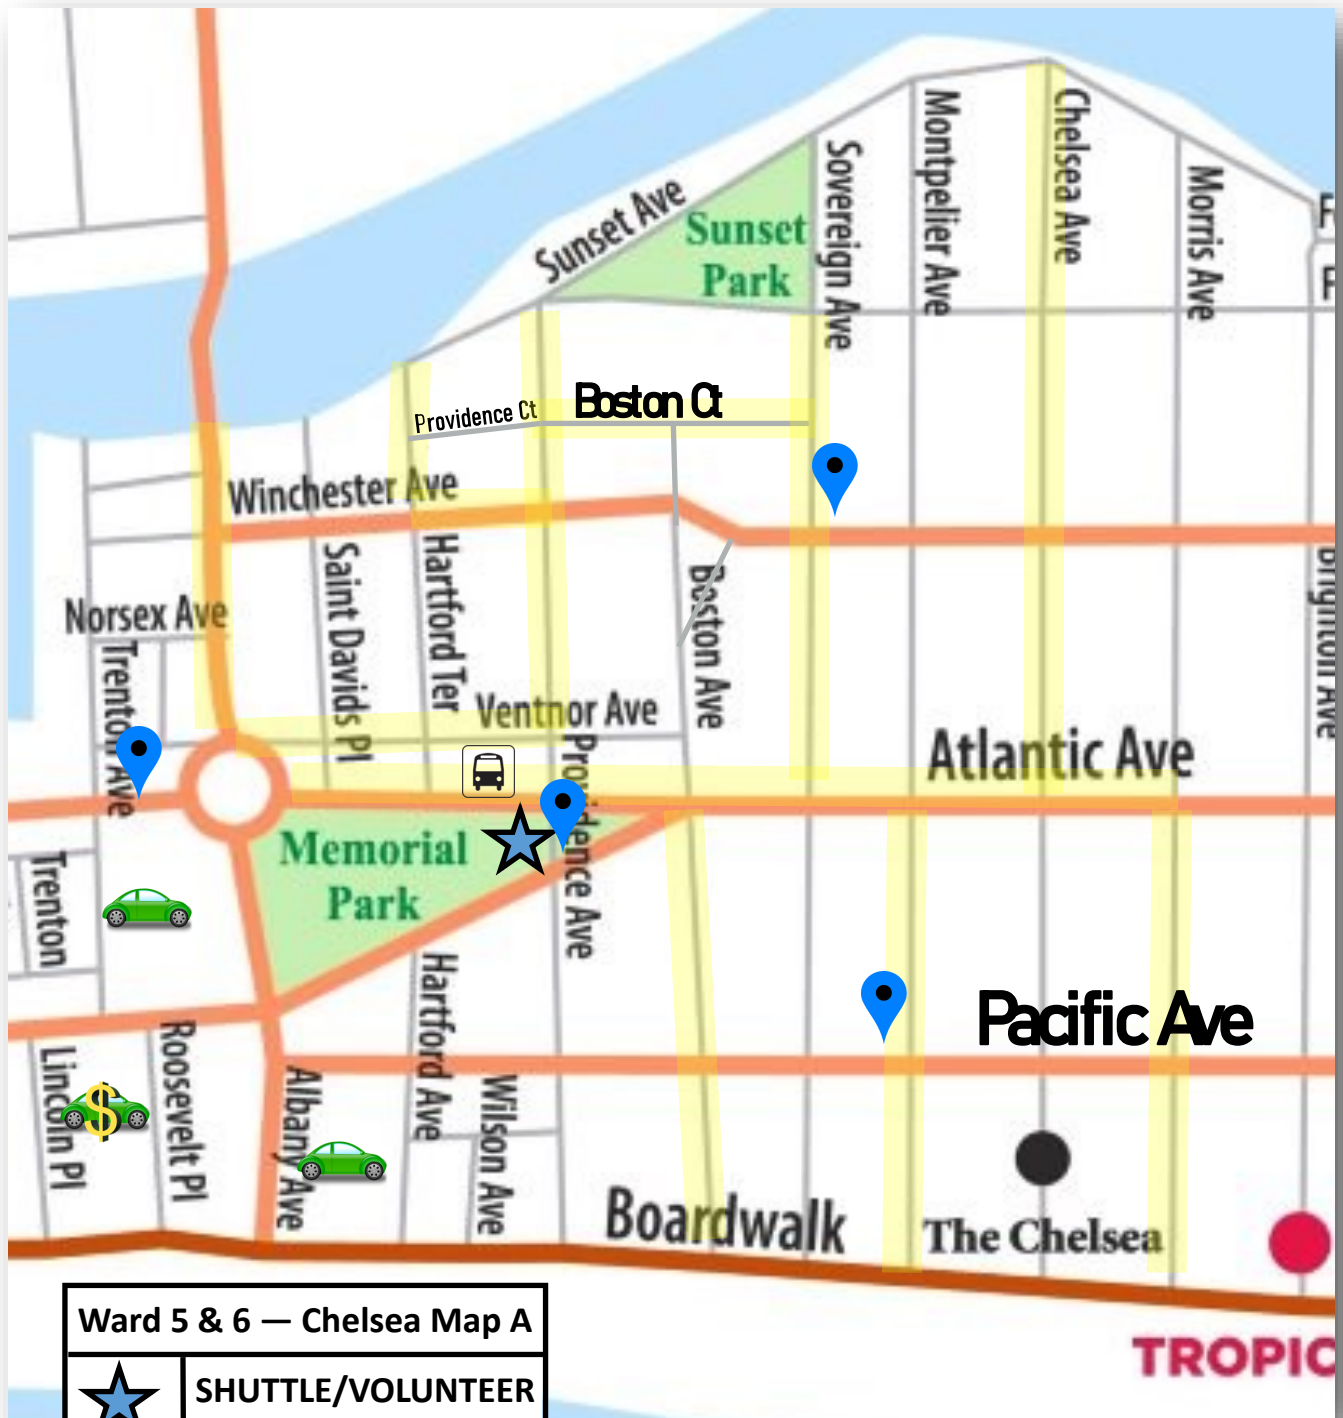 Chelsea Ave
Montpelier Ave
Sovereign Ave
Morris Ave
Sunset Ave
Sunset
Park
Providence Ct
Boston Ct
Winchester Ave
Saint Davids Pl
Hartford Ter
Boston Ave
Brighton Ave
Norsex Ave
Trenton Ave
Ventnor Ave
Providence Ave
Atlantic Ave
Memorial
Park
Trenton
Hartford Ave
Pacific Ave
Lincoln Pl
$
Roosevelt Pl
Albany Ave
Wilson Ave
Boardwalk
The Chelsea
Ward 5 & 6 — Chelsea Map A
SHUTTLE/VOLUNTEER
TROPIC